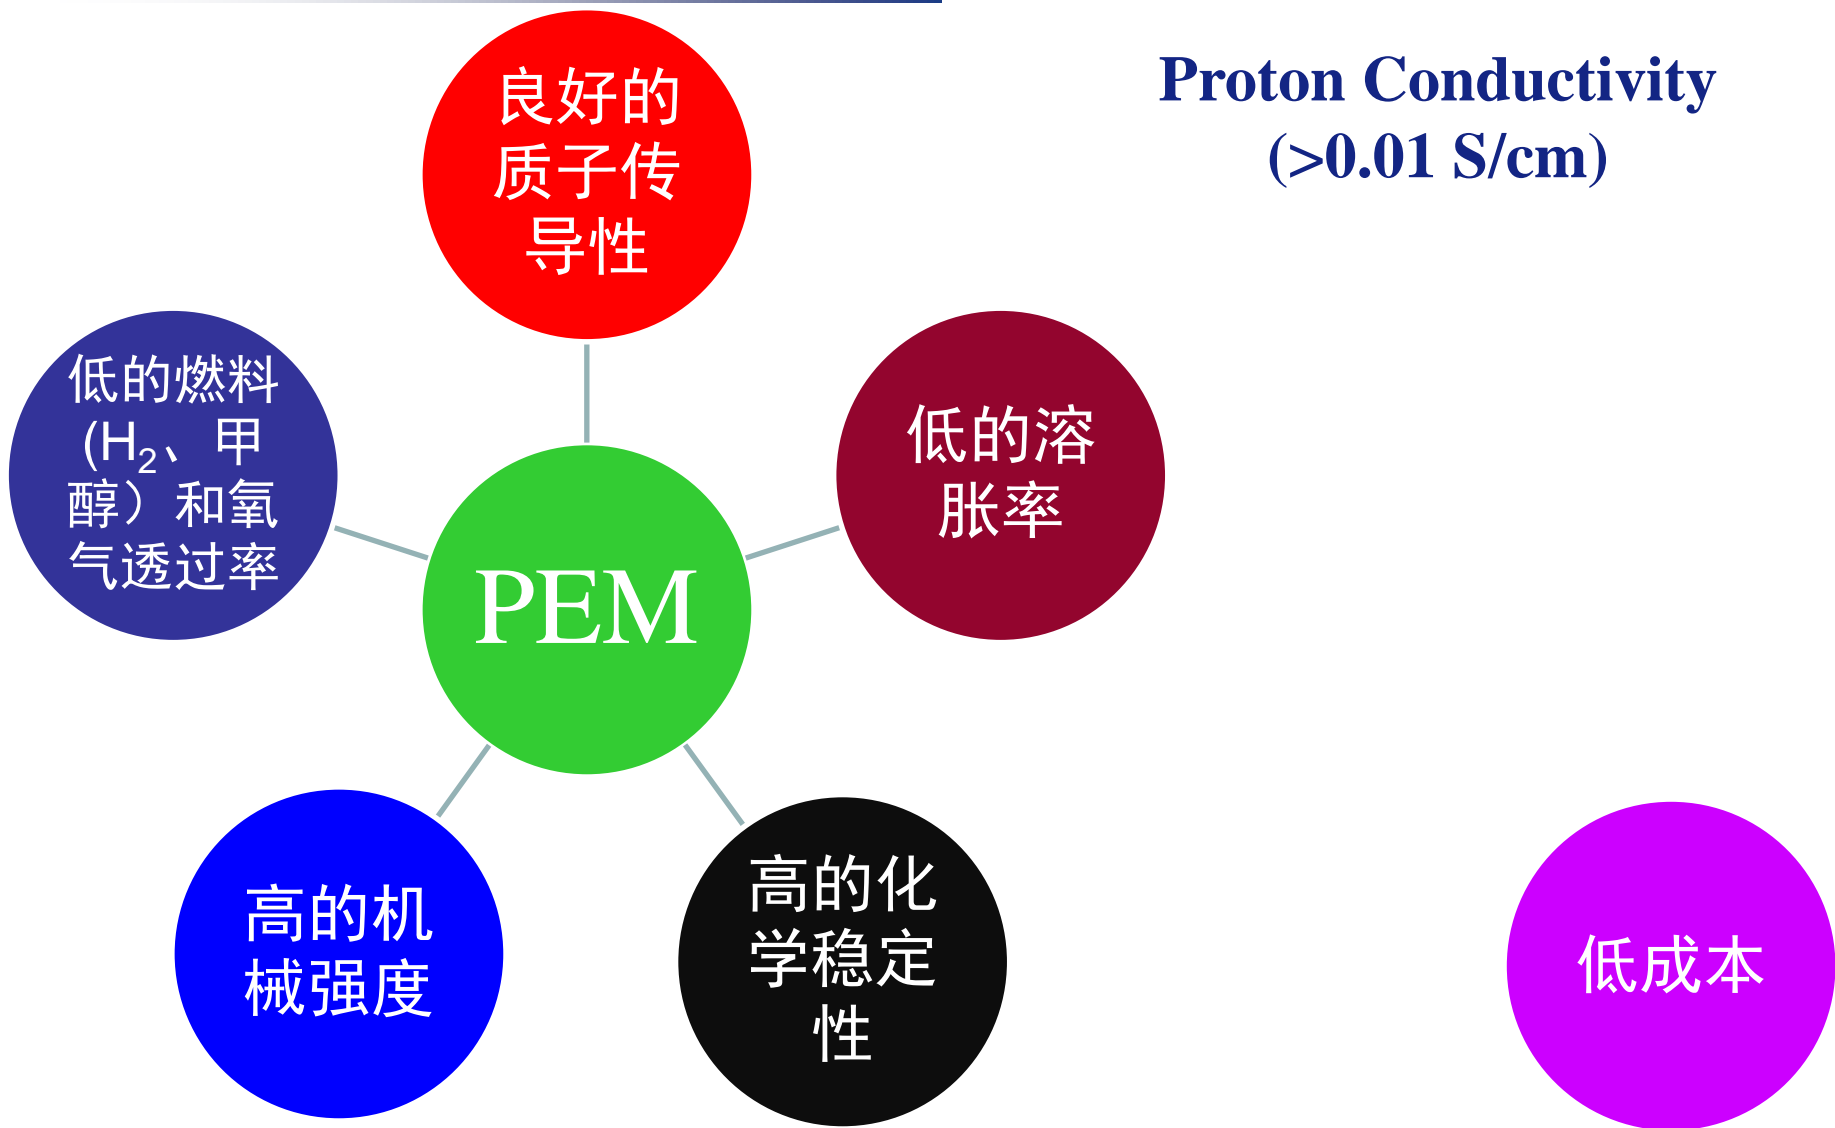 良好的
质子传
导性
Proton Conductivity
(>0.01 S/cm)
低的燃料
(H₂、甲
醇）和氧
气透过率
低的溶
胀率
PEM
高的机
械强度
高的化
学稳定
性
低成本